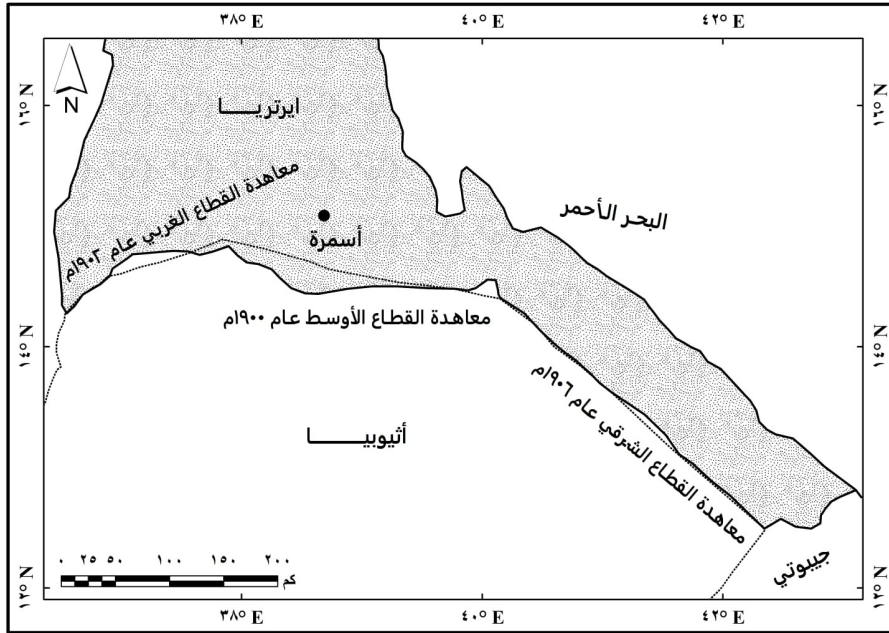 ٣٨° E
٤٠° E
٤٢° E
N
١٦° N
ايرتريـــــا
١٦° N
معاهدة القطاع الغربي عام ١٩٠٢م
أسمرة
البحر الأحمر
معاهدة القطاع الأوسط عام ١٩٠٠م
١٤° N
١٤° N
أثيوبيـــــا
معاهدة القطاع الشرقي عام ١٩٠٦م
جيبوتي
٠ ٢٥ ٥٠ ١٠٠ ١٥٠ ٢٠٠
كم
١٢° N
١٢° N
٣٨° E
٤٠° E
٤٢° E